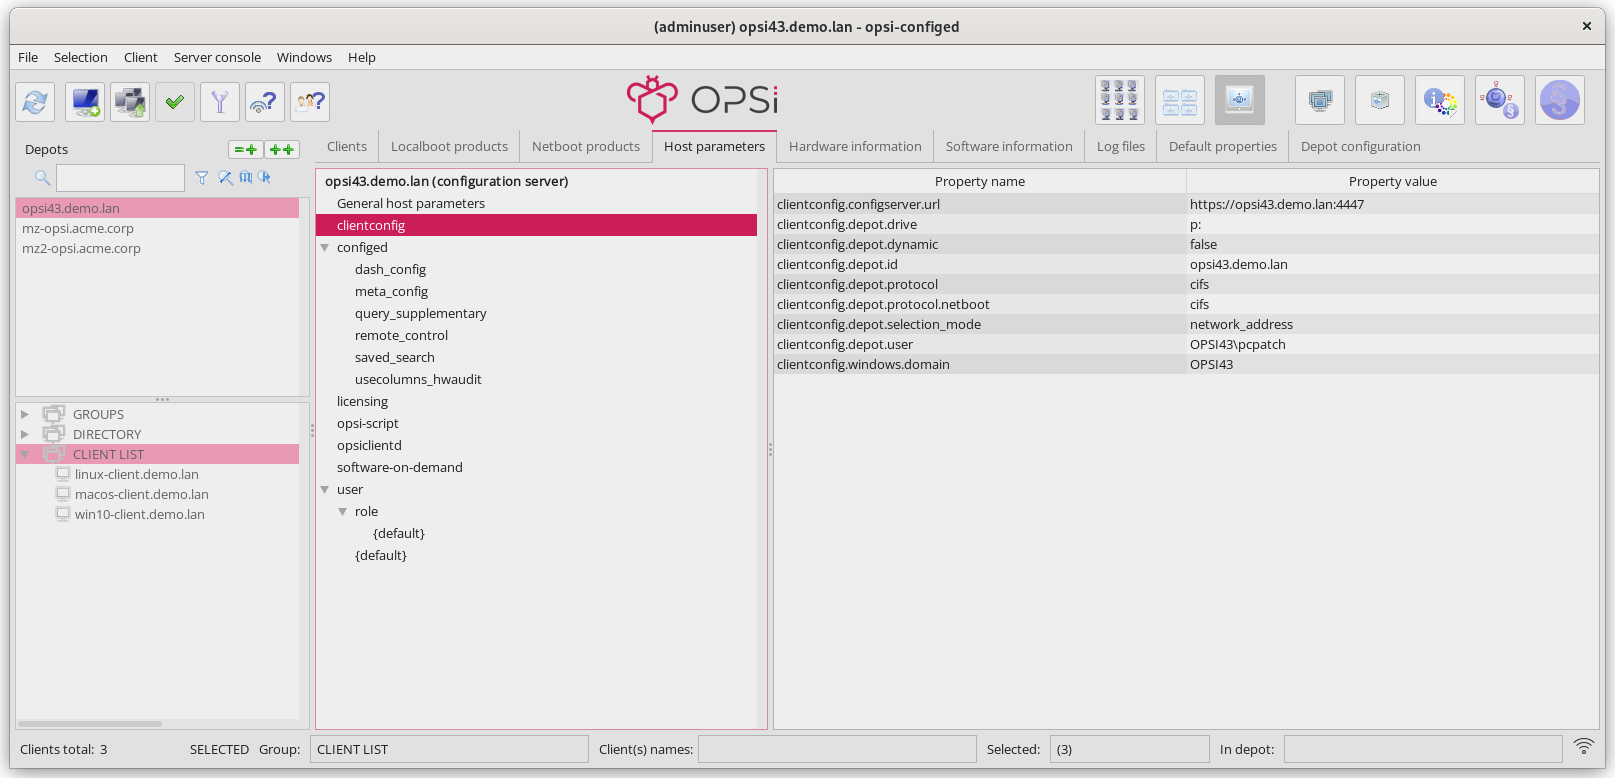 (adminuser) opsi43.demo.lan - opsi-configed
File Selection Client Server console Windows Help
OPSi
Depots
Clients Localboot products Netboot products Host parameters Hardware information Software information Log files Default properties Depot configuration
opsi43.demo.lan
mz-opsi.acme.corp
mz2-opsi.acme.corp
GROUPS
DIRECTORY
CLIENT LIST
linux-client.demo.lan
macos-client.demo.lan
win10-client.demo.lan
opsi43.demo.lan (configuration server)
General host parameters
clientconfig
configed
dash_config
meta_config
query_supplementary
remote_control
saved_search
usecolumns_hwaudit
licensing
opsi-script
opsiclientd
software-on-demand
user
role
{default}
{default}
Property name Property value
clientconfig.configserver.url https://opsi43.demo.lan:4447
clientconfig.depot.drive p:
clientconfig.depot.dynamic false
clientconfig.depot.id opsi43.demo.lan
clientconfig.depot.protocol cifs
clientconfig.depot.protocol.netboot cifs
clientconfig.depot.selection_mode network_address
clientconfig.depot.user OPSI43\pcpatch
clientconfig.windows.domain OPSI43
Clients total: 3 SELECTED Group: CLIENT LIST Client(s) names: Selected: (3) In depot: